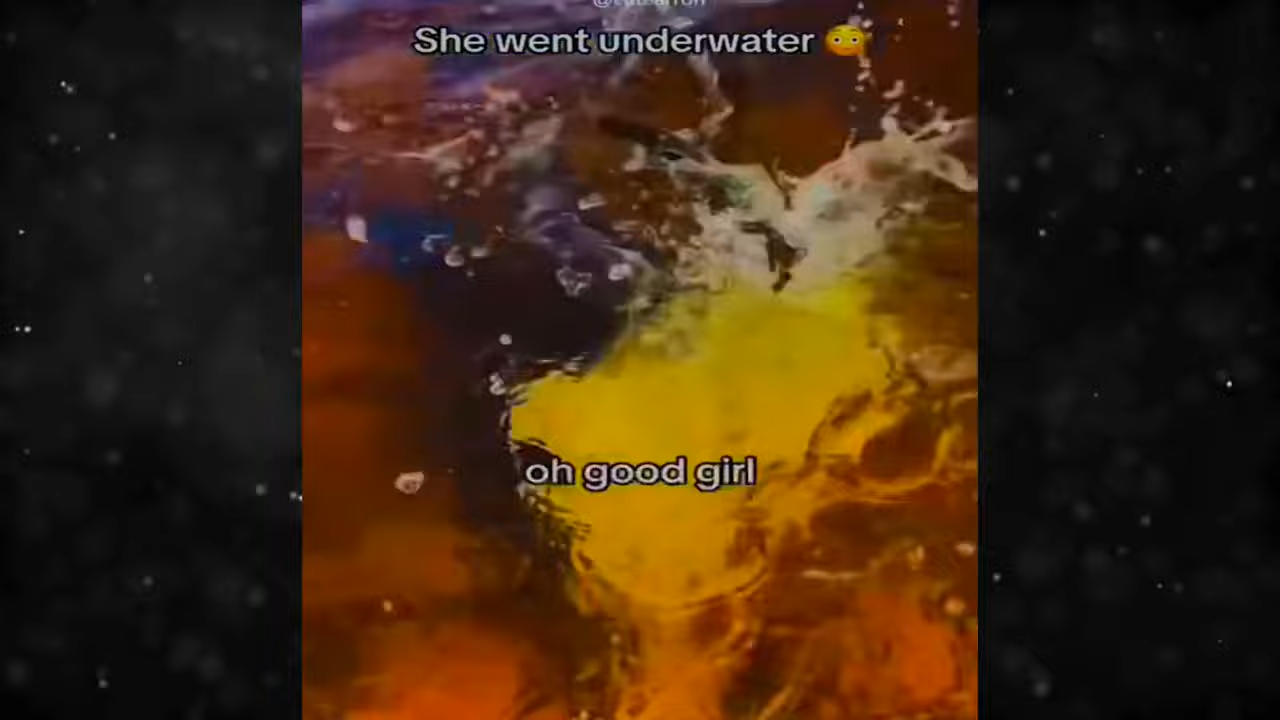 She went underwater 😳
oh good girl